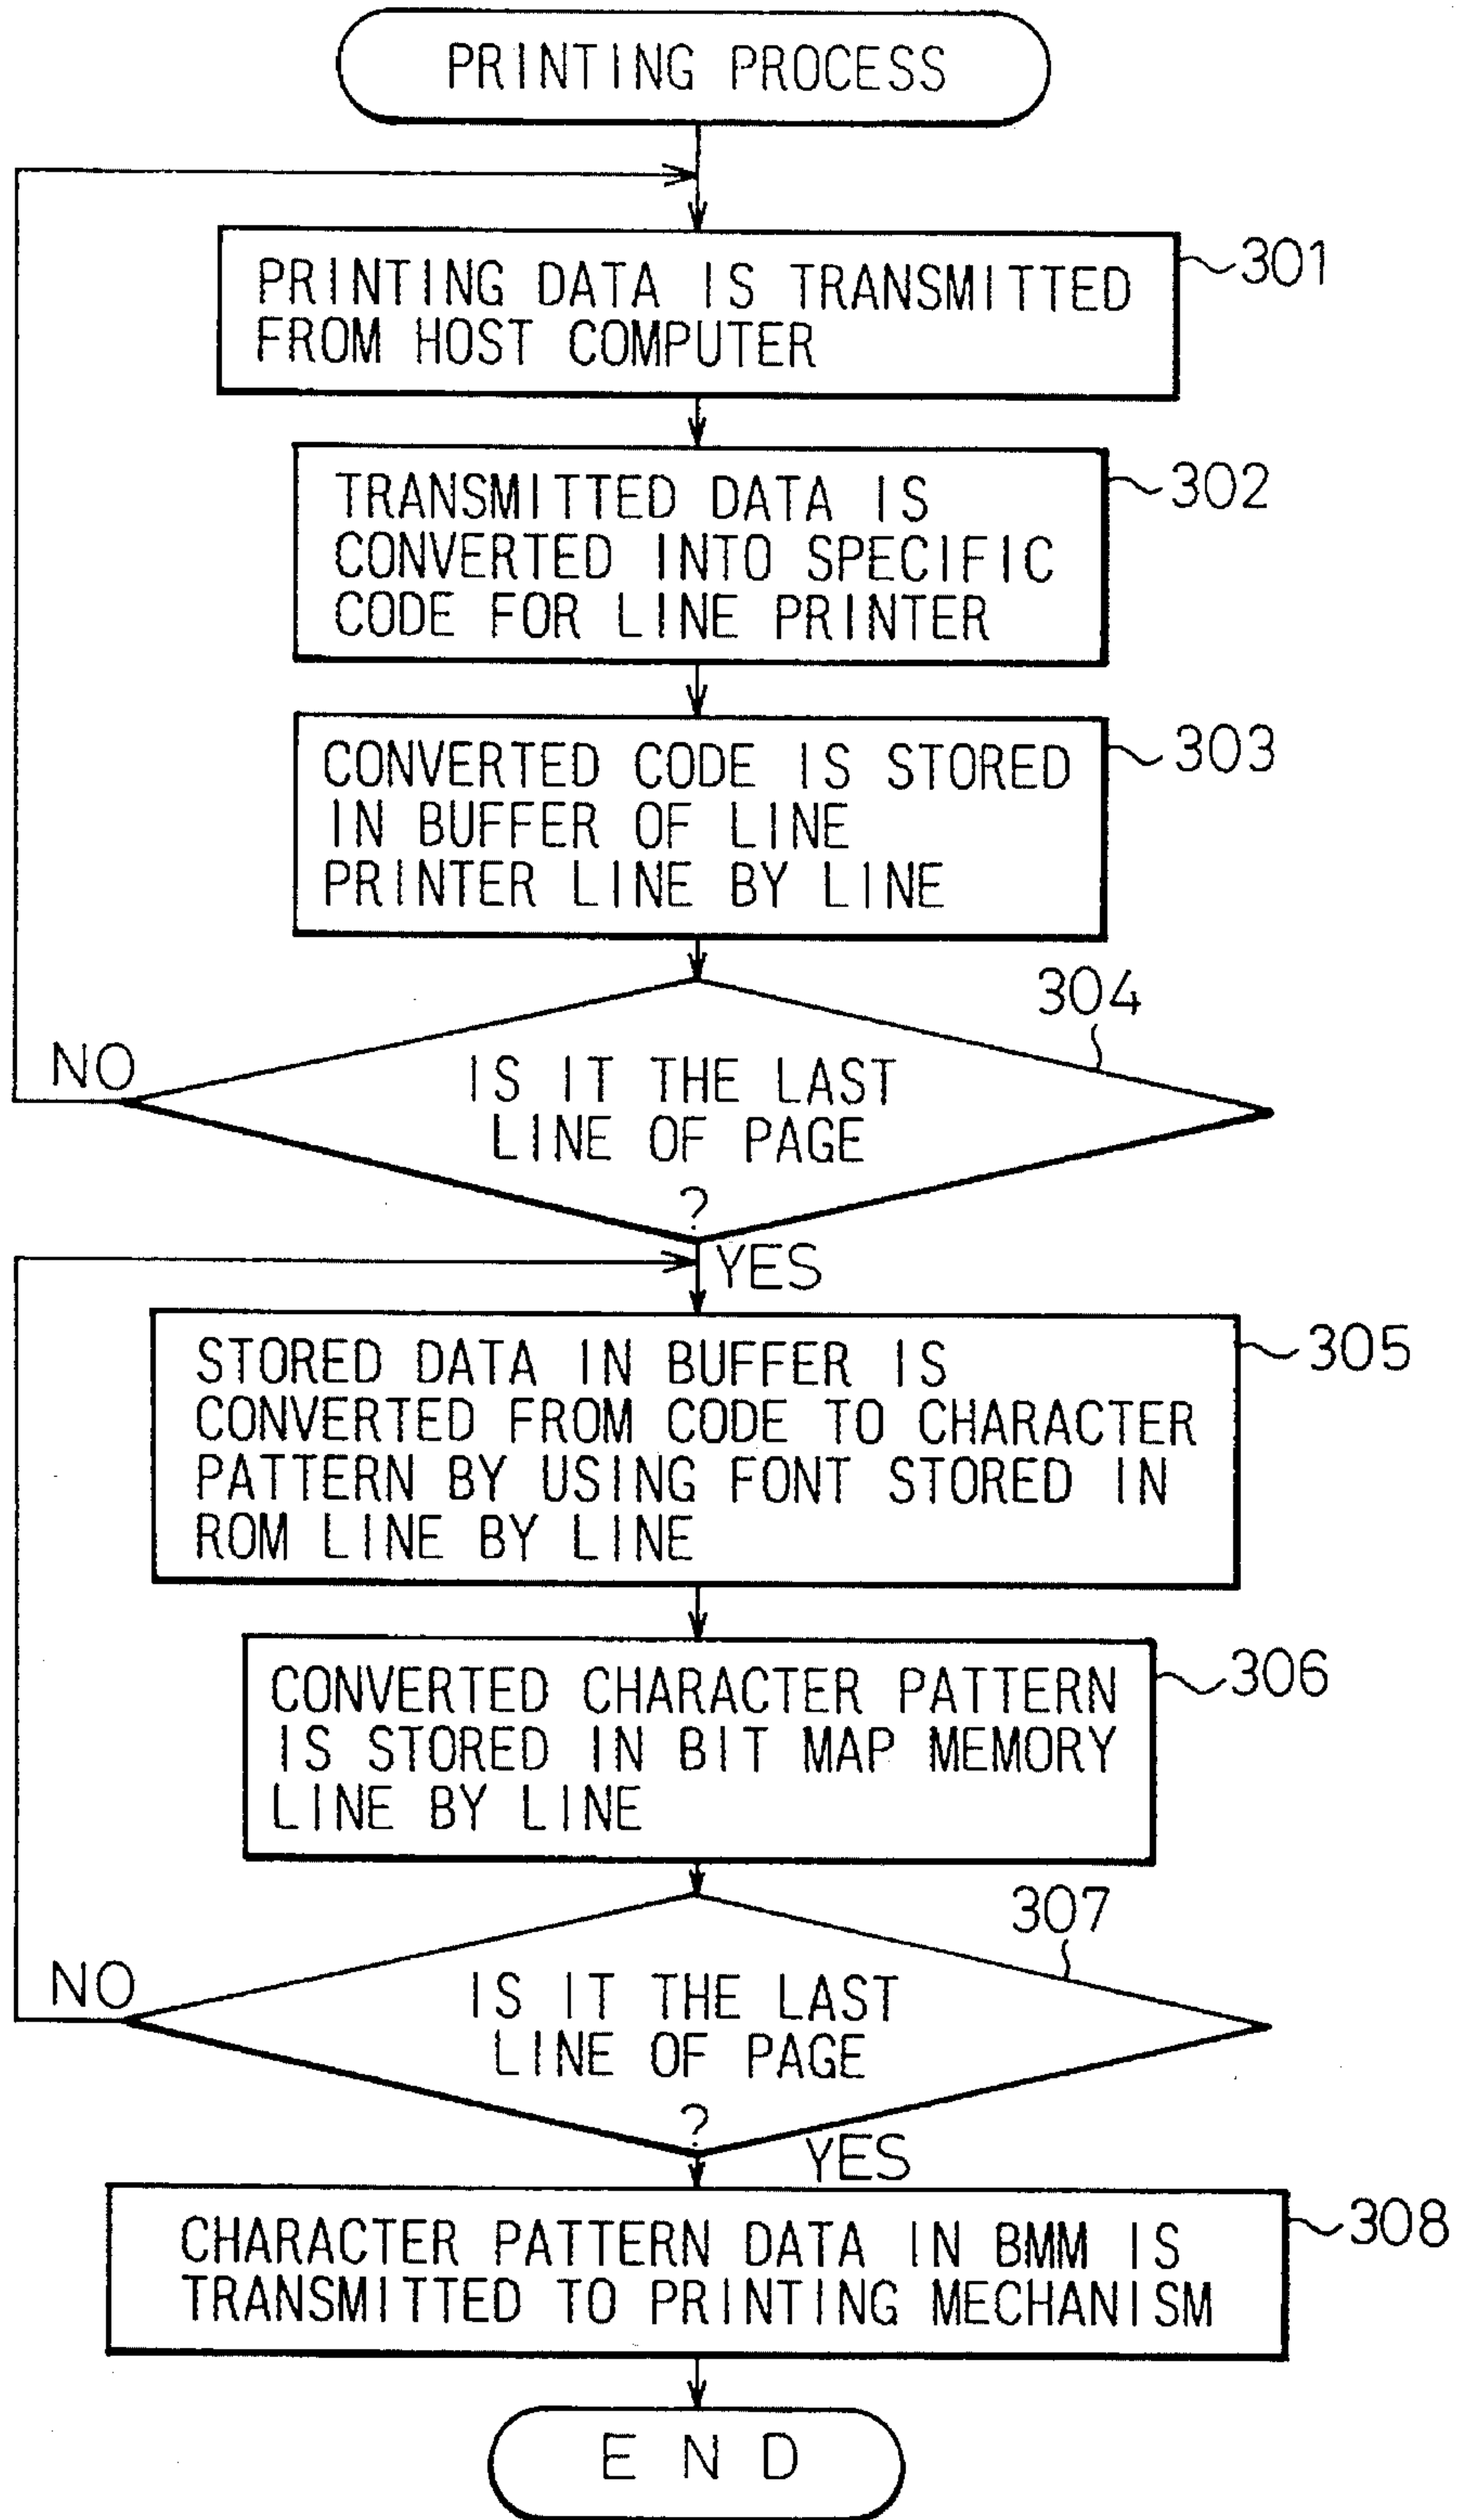 PRINTING PROCESS
PRINTING DATA IS TRANSMITTED
FROM HOST COMPUTER
301
TRANSMITTED DATA IS
CONVERTED INTO SPECIFIC
CODE FOR LINE PRINTER
302
CONVERTED CODE IS STORED
IN BUFFER OF LINE
PRINTER LINE BY LINE
303
304
NO
IS IT THE LAST
LINE OF PAGE
?
YES
STORED DATA IN BUFFER IS
CONVERTED FROM CODE TO CHARACTER
PATTERN BY USING FONT STORED IN
ROM LINE BY LINE
305
CONVERTED CHARACTER PATTERN
IS STORED IN BIT MAP MEMORY
LINE BY LINE
306
307
NO
IS IT THE LAST
LINE OF PAGE
?
YES
CHARACTER PATTERN DATA IN BMM IS
TRANSMITTED TO PRINTING MECHANISM
308
END